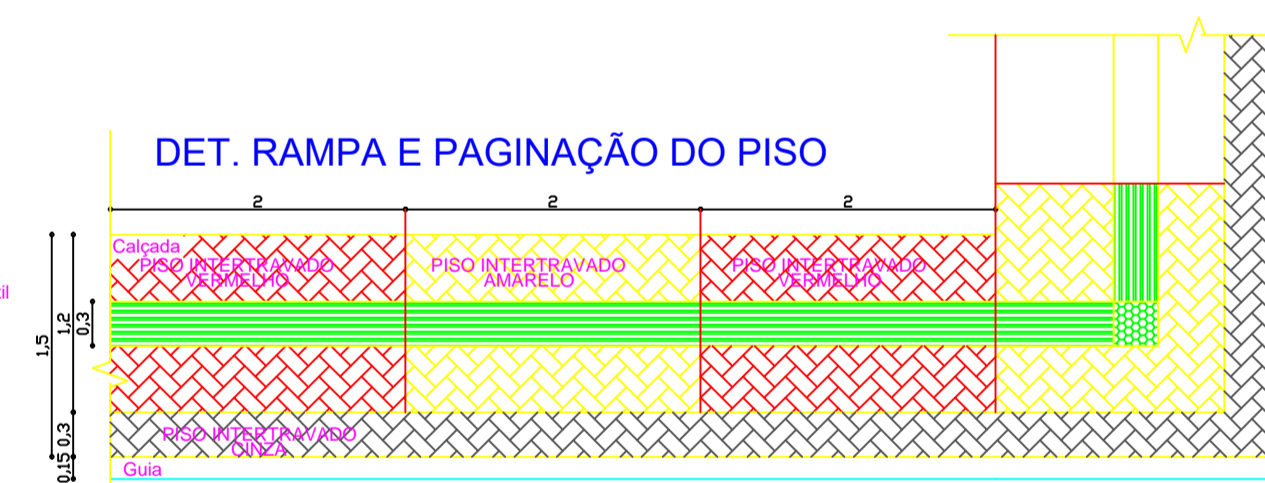 DET. RAMPA E PAGINAÇÃO DO PISO
2 2 2
Calçada
PISO INTERTRAVADO
VERMELHO
PISO INTERTRAVADO
AMARELO
PISO INTERTRAVADO
VERMELHO
1,5
1,2
0,3
0,3
0,15
PISO INTERTRAVADO
CINZA
Guia